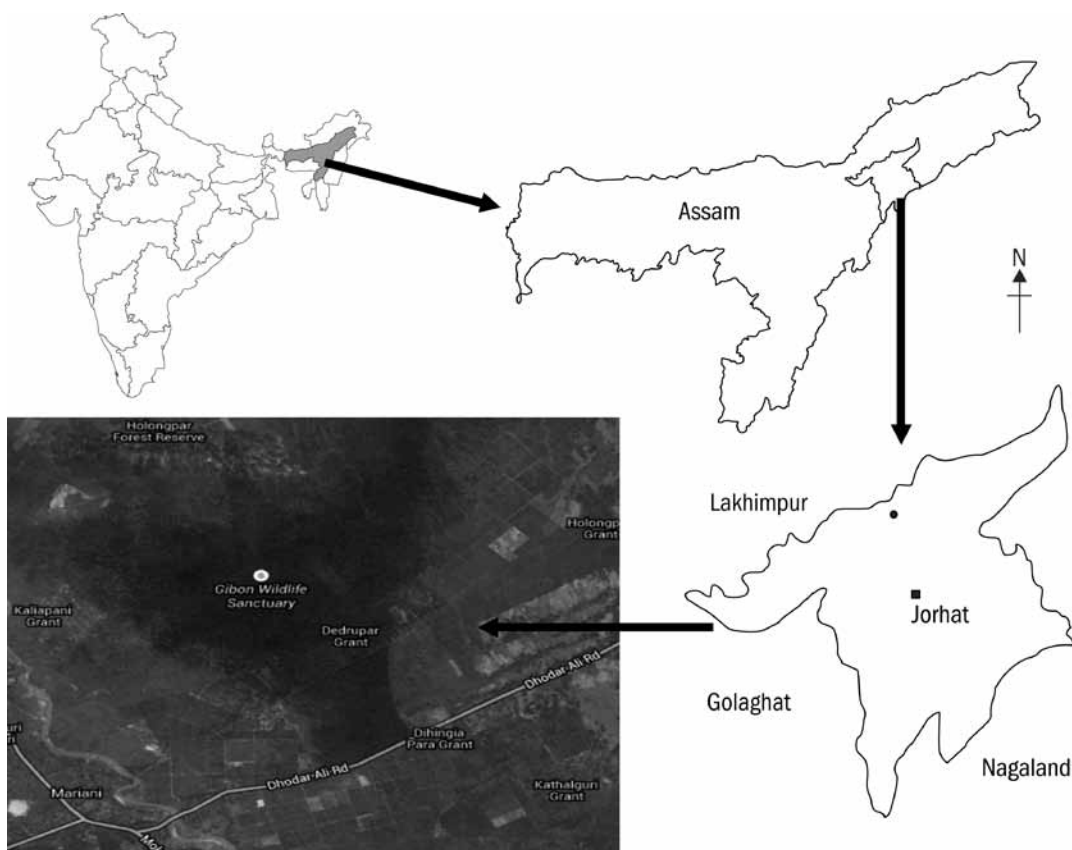 Assam
N
Lakhimpur
Jorhat
Golaghat
Nagaland
Holongpar
Forest Reserve
Holongpa
Grant
Gibon Wildlife
Sanctuary
Kaliapani
Grant
Dedrupar
Grant
Dhodar-Ali Rd
Dihingia
Para Grant
Dhodar-Ali Rd
Kathalguri
Grant
Mariani